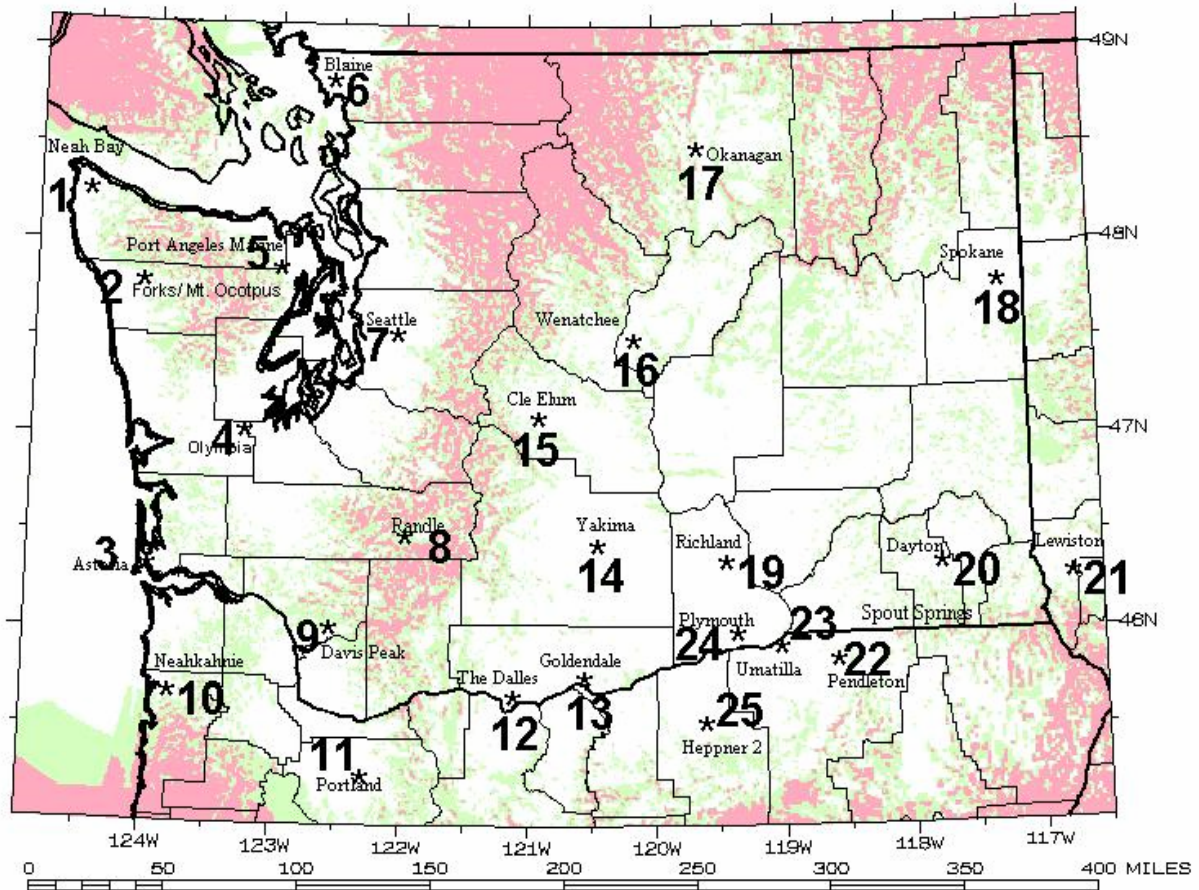 49N
Blaine
6
Neah Bay
1
Okanagan
17
48N
Port Angeles Marine
5
Spokane
18
2
Forks/ Mt. Ocotpus
Seattle
7
Wenatchee
16
Cle Elum
15
47N
4
Olympia
Randle
8
Yakima
14
Richland
19
Dayton
20
Lewiston
21
3
Astoria
Spout Springs
46N
23
Plymouth
24
Umatilla
22
Pendleton
9
Davis Peak
Neahkahnie
10
The Dalles
12
Goldendale
13
25
Heppner 2
11
Portland
124W 123W 122W 121W 120W 119W 118W 117W
0 50 100 150 200 250 300 350 400 MILES